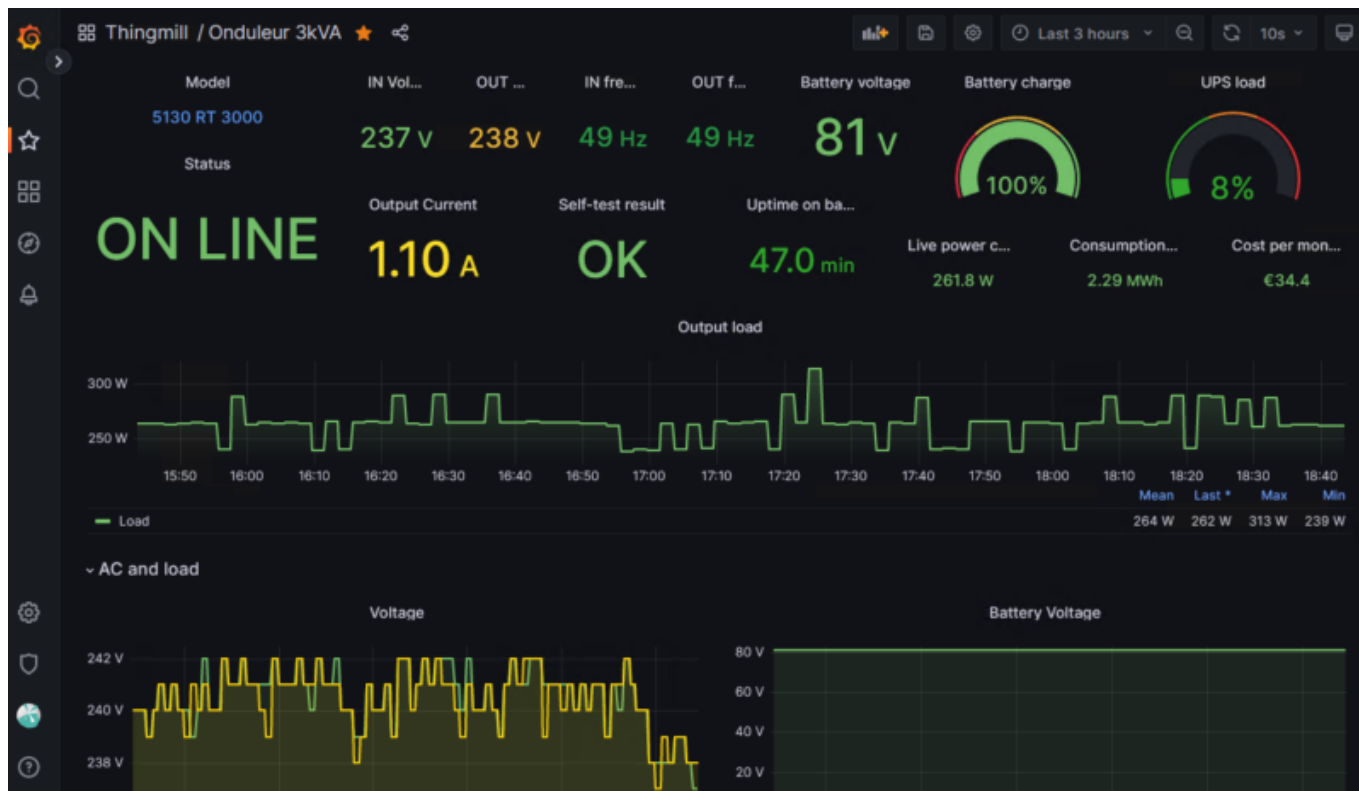 Thingmill / Onduleur 3kVA
Last 3 hours
10s
Model
5130 RT 3000
Status
ON LINE
IN Vol...
237 V
OUT ...
238 V
IN fre...
49 Hz
OUT f...
49 Hz
Battery voltage
81 V
Battery charge
100%
UPS load
8%
Output Current
1.10 A
Self-test result
OK
Uptime on ba...
47.0 min
Live power c...
261.8 W
Consumption...
2.29 MWh
Cost per mon...
€34.4
Output load
300 W
250 W
15:50 16:00 16:10 16:20 16:30 16:40 16:50 17:00 17:10 17:20 17:30 17:40 17:50 18:00 18:10 18:20 18:30 18:40
Mean Last * Max Min
Load 264 W 262 W 313 W 239 W
AC and load
Voltage
242 V
240 V
238 V
Battery Voltage
80 V
60 V
40 V
20 V